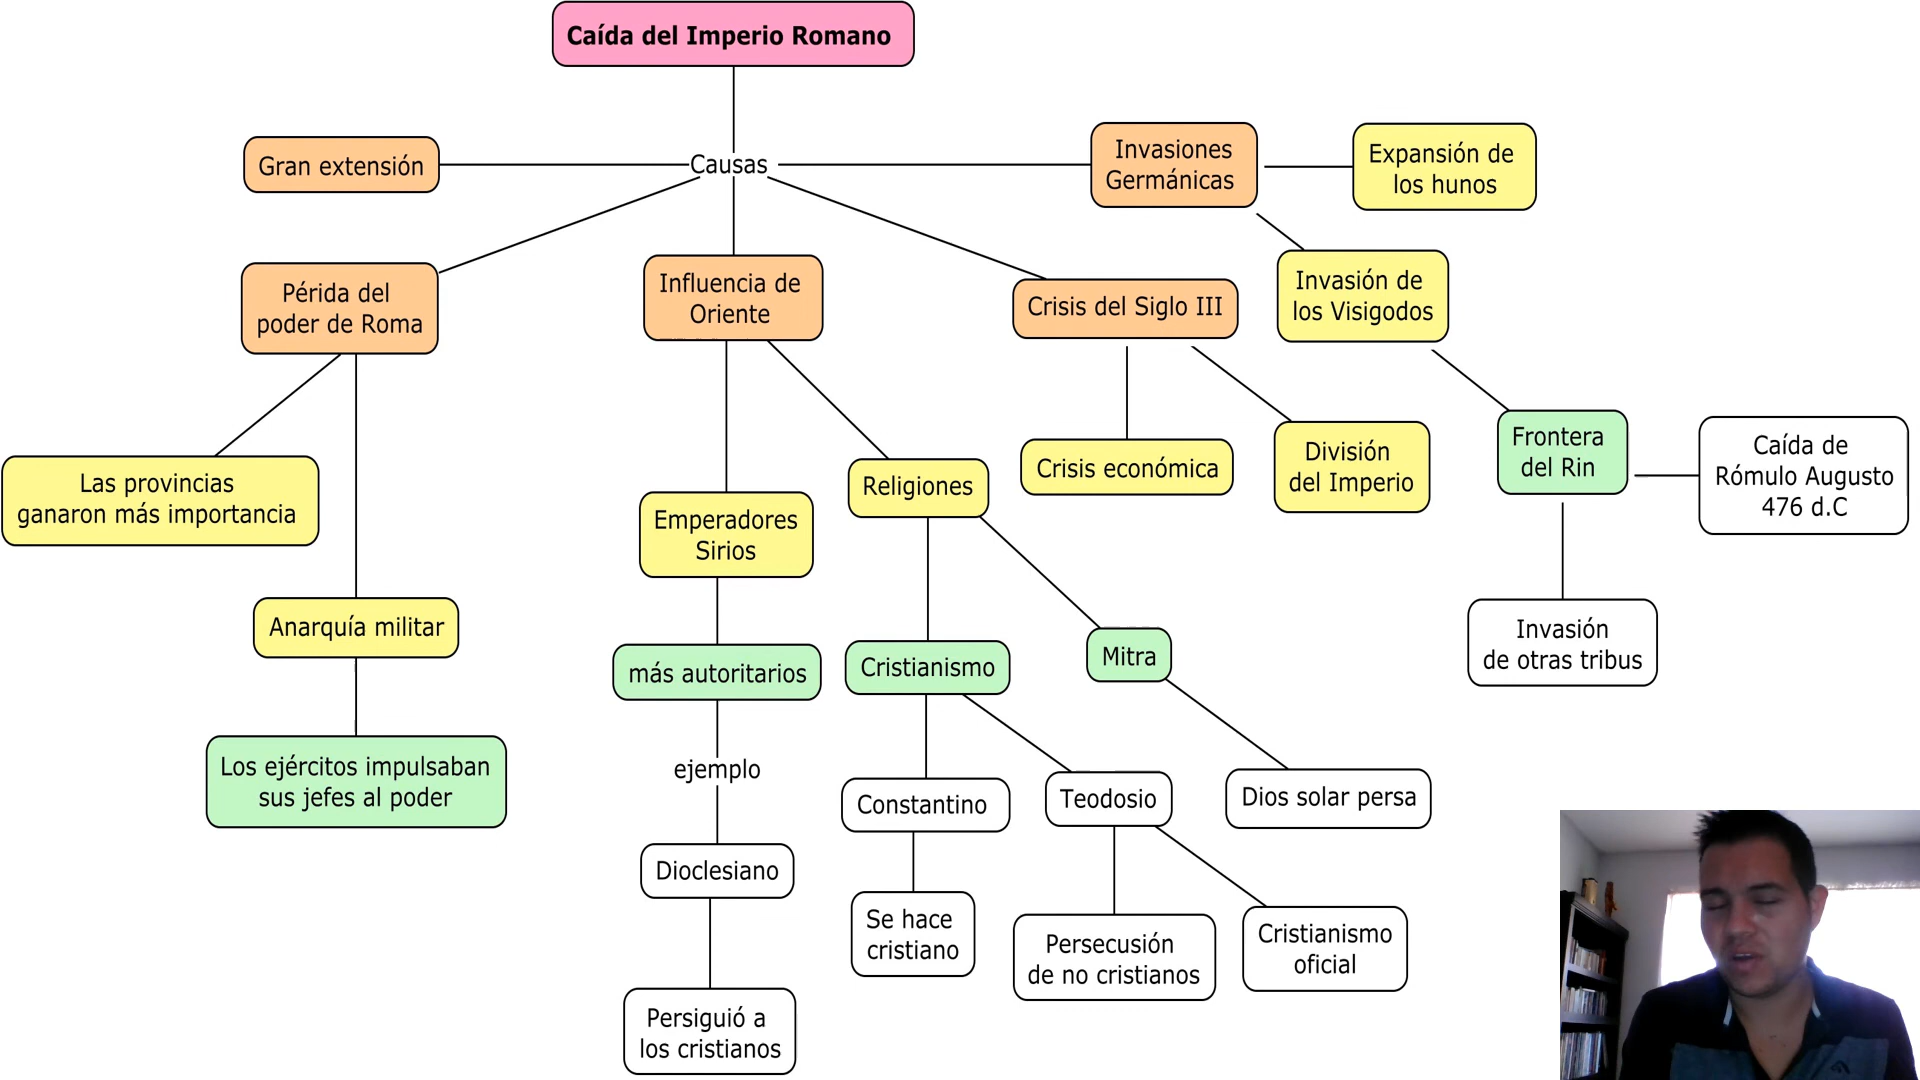 Caída del Imperio Romano
Causas
Gran extensión
Invasiones
Germánicas
Expansión de
los hunos
Périda del
poder de Roma
Influencia de
Oriente
Crisis del Siglo III
Invasión de
los Visigodos
Las provincias
ganaron más importancia
Emperadores
Sirios
Religiones
Crisis económica
División
del Imperio
Frontera
del Rin
Caída de
Rómulo Augusto
476 d.C
Anarquía militar
más autoritarios
Cristianismo
Mitra
Invasión
de otras tribus
Los ejércitos impulsaban
sus jefes al poder
ejemplo
Constantino
Teodosio
Dios solar persa
Dioclesiano
Se hace
cristiano
Persecusión
de no cristianos
Cristianismo
oficial
Persiguió a
los cristianos